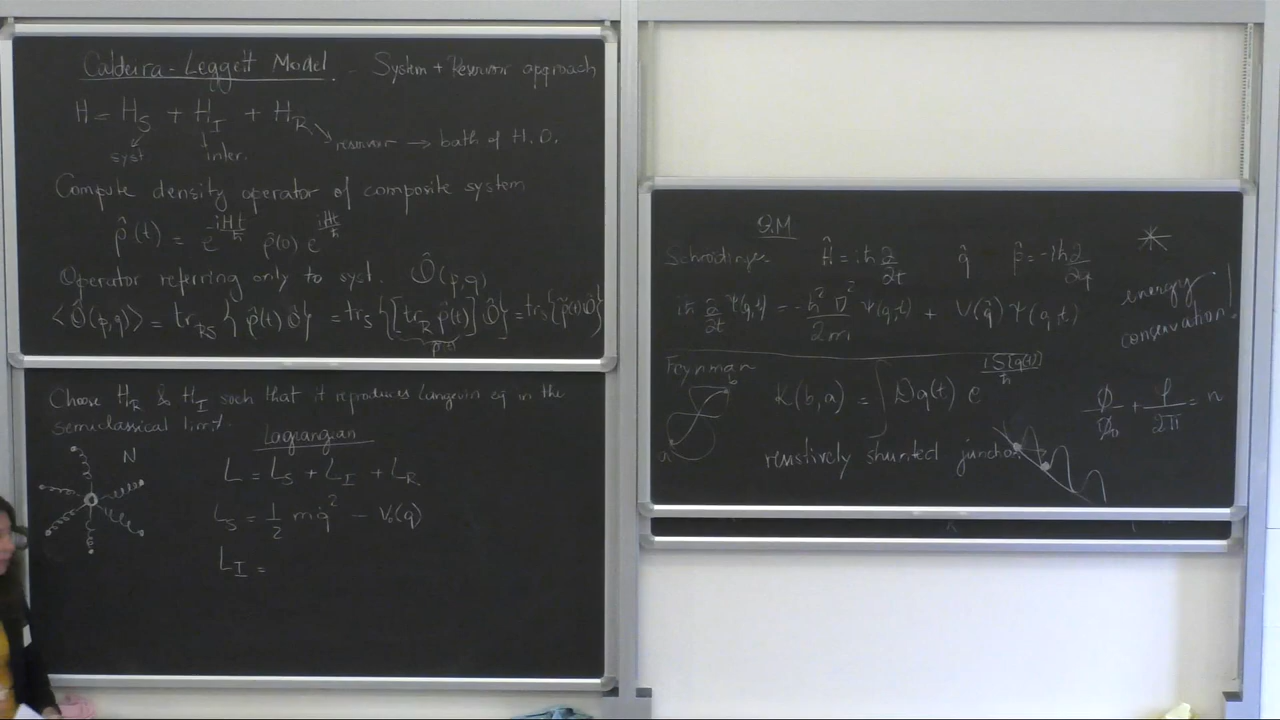 Caldeira-Leggett Model - System + Reservoir approach
H = H_S + H_I + H_R
syst. inter. reservoir → bath of H.O.
Compute density operator of composite system
ρ̂(t) = e^{-iHt/ħ} ρ̂(0) e^{iHt/ħ}
Operator referring only to syst. Ô(p,q)
<Ô(p,q)> = tr_{RS} { ρ̂(t) Ô } = tr_S { [tr_R ρ̂(t)] Ô } = tr_S { ρ̃(t) Ô }
ρ̃(t)
Choose H_R & H_I such that it reproduces Langevin eq in the
semiclassical limit.
Lagrangian
N
L = L_S + L_I + L_R
L_S = 1/2 m q̇² - V_0(q)
L_I =
Q.M
Schrödinger Ĥ = iħ ∂/∂t q̂ p̂ = -iħ ∂/∂q
iħ ∂/∂t Ψ(q,t) = -ħ²∇²/2m Ψ(q,t) + V(q̂) Ψ(q,t)
energy
conservation!
Feynman
K(b,a) = ∫ Dq(t) e^{iS[q(t)]/ħ}
b
a
ϕ/ϕ_0 + φ/2π = n
resistively shunted junction